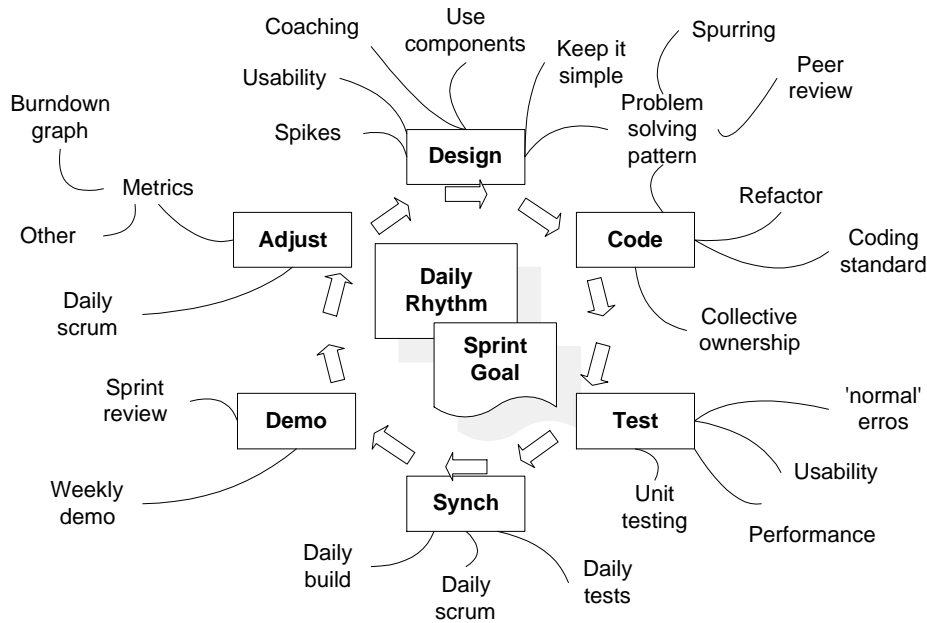 Coaching
Use
components
Spurring
Usability
Keep it
simple
Peer
review
Burndown
graph
Spikes
Problem
solving
pattern
Design
Metrics
Refactor
Other
Adjust
Code
Coding
standard
Daily
Rhythm
Daily
scrum
Collective
ownership
Sprint
Goal
Sprint
review
'normal'
erros
Demo
Test
Usability
Weekly
demo
Synch
Unit
testing
Performance
Daily
build
Daily
scrum
Daily
tests